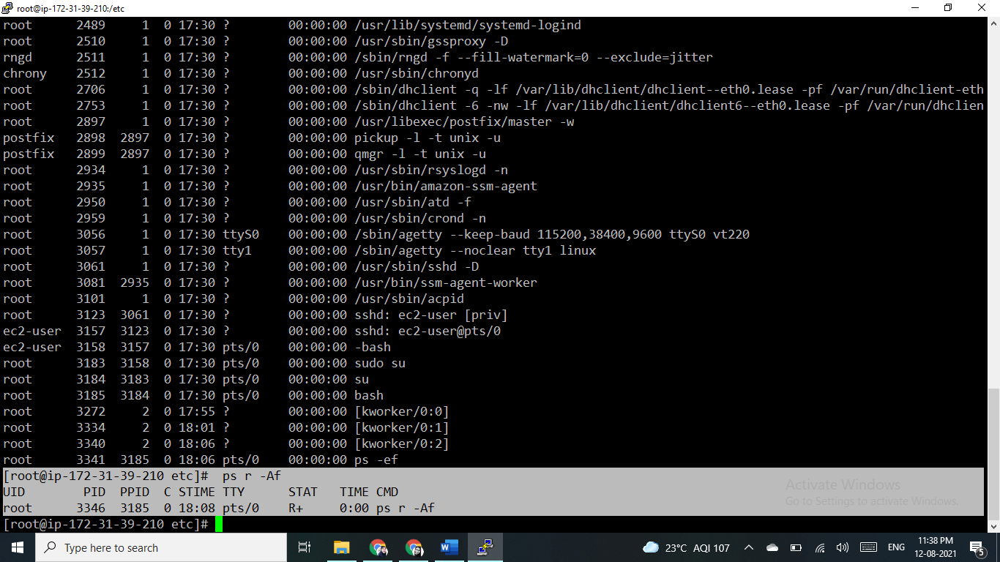 root@ip-172-31-39-210:/etc
root      2489     1  0 17:30 ?        00:00:00 /usr/lib/systemd/systemd-logind
root      2510     1  0 17:30 ?        00:00:00 /usr/sbin/gssproxy -D
rngd      2511     1  0 17:30 ?        00:00:00 /sbin/rngd -f --fill-watermark=0 --exclude=jitter
chrony    2512     1  0 17:30 ?        00:00:00 /usr/sbin/chronyd
root      2706     1  0 17:30 ?        00:00:00 /sbin/dhclient -q -lf /var/lib/dhclient/dhclient--eth0.lease -pf /var/run/dhclient-eth
root      2753     1  0 17:30 ?        00:00:00 /sbin/dhclient -6 -nw -lf /var/lib/dhclient/dhclient6--eth0.lease -pf /var/run/dhclien
root      2897     1  0 17:30 ?        00:00:00 /usr/libexec/postfix/master -w
postfix   2898  2897  0 17:30 ?        00:00:00 pickup -l -t unix -u
postfix   2899  2897  0 17:30 ?        00:00:00 qmgr -l -t unix -u
root      2934     1  0 17:30 ?        00:00:00 /usr/sbin/rsyslogd -n
root      2935     1  0 17:30 ?        00:00:00 /usr/bin/amazon-ssm-agent
root      2950     1  0 17:30 ?        00:00:00 /usr/sbin/atd -f
root      2959     1  0 17:30 ?        00:00:00 /usr/sbin/crond -n
root      3056     1  0 17:30 ttyS0    00:00:00 /sbin/agetty --keep-baud 115200,38400,9600 ttyS0 vt220
root      3057     1  0 17:30 tty1     00:00:00 /sbin/agetty --noclear tty1 linux
root      3061     1  0 17:30 ?        00:00:00 /usr/sbin/sshd -D
root      3081  2935  0 17:30 ?        00:00:00 /usr/bin/ssm-agent-worker
root      3101     1  0 17:30 ?        00:00:00 /usr/sbin/acpid
root      3123  3061  0 17:30 ?        00:00:00 sshd: ec2-user [priv]
ec2-user  3157  3123  0 17:30 ?        00:00:00 sshd: ec2-user@pts/0
ec2-user  3158  3157  0 17:30 pts/0    00:00:00 -bash
root      3183  3158  0 17:30 pts/0    00:00:00 sudo su
root      3184  3183  0 17:30 pts/0    00:00:00 su
root      3185  3184  0 17:30 pts/0    00:00:00 bash
root      3272     2  0 17:55 ?        00:00:00 [kworker/0:0]
root      3334     2  0 18:01 ?        00:00:00 [kworker/0:1]
root      3340     2  0 18:06 ?        00:00:00 [kworker/0:2]
root      3341  3185  0 18:06 pts/0    00:00:00 ps -ef
[root@ip-172-31-39-210 etc]#  ps r -Af
UID        PID  PPID  C STIME TTY      STAT   TIME CMD
root      3346  3185  0 18:08 pts/0    R+     0:00 ps r -Af
[root@ip-172-31-39-210 etc]#
Activate Windows
Go to Settings to activate Windows.
Type here to search
23°C AQI 107
ENG
11:38 PM
12-08-2021
5